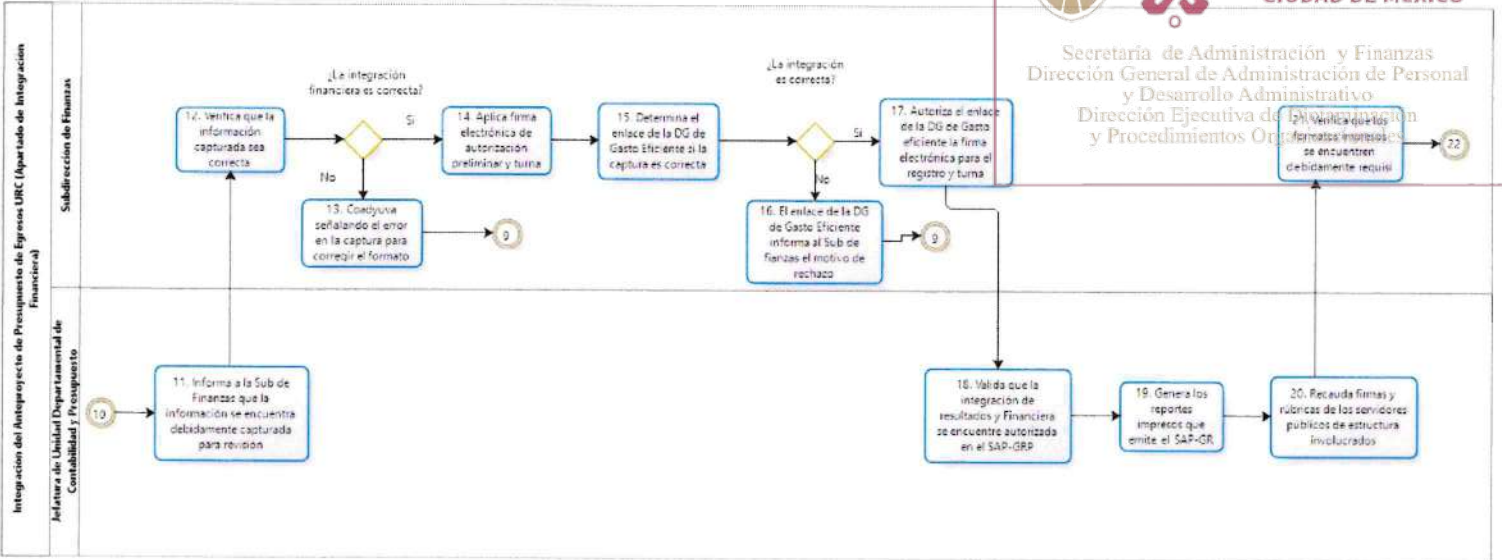 CIUDAD DE MÉXICO
Secretaría de Administración y Finanzas
Dirección General de Administración de Personal
y Desarrollo Administrativo
Dirección Ejecutiva de Dictaminación
y Procedimientos Organizacionales
Integracion del Anteproyecto de Presupuesto de Egresos URC (Apartado de Integracion
Financiera)
Subdireccion de Finanzas
¿La integración
financiera es correcta?
¿La integración
es correcta?
12. Verifica que la
información
capturada sea
correcta
Si
No
14. Aplica firma
electrónica de
autorización
preliminar y turna
15. Determina el
enlace de la DG de
Gasto Eficiente si la
captura es correcta
Si
No
17. Autoriza el enlace
de la DG de Gasto
eficiente la firma
electrónica para el
registro y turna
21. Verifica que los
formatos impresos
se encuentren
debidamente requisi
22
13. Coadyuva
señalando el error
en la captura para
corregir el formato
9
16. El enlace de la DG
de Gasto Eficiente
informa al Sub de
fianzas el motivo de
rechazo
9
Jefatura de Unidad Departamental de
Contabilidad y Presupuesto
10
11. Informa a la Sub de
Finanzas que la
información se encuentra
debidamente capturada
para revisión
18. Valida que la
integración de
resultados y Financiera
se encuentre autorizada
en el SAP-GRP
19. Genera los
reportes
impresos que
emite el SAP-GR
20. Recauda firmas y
rúbricas de los servidores
públicos de estructura
involucrados